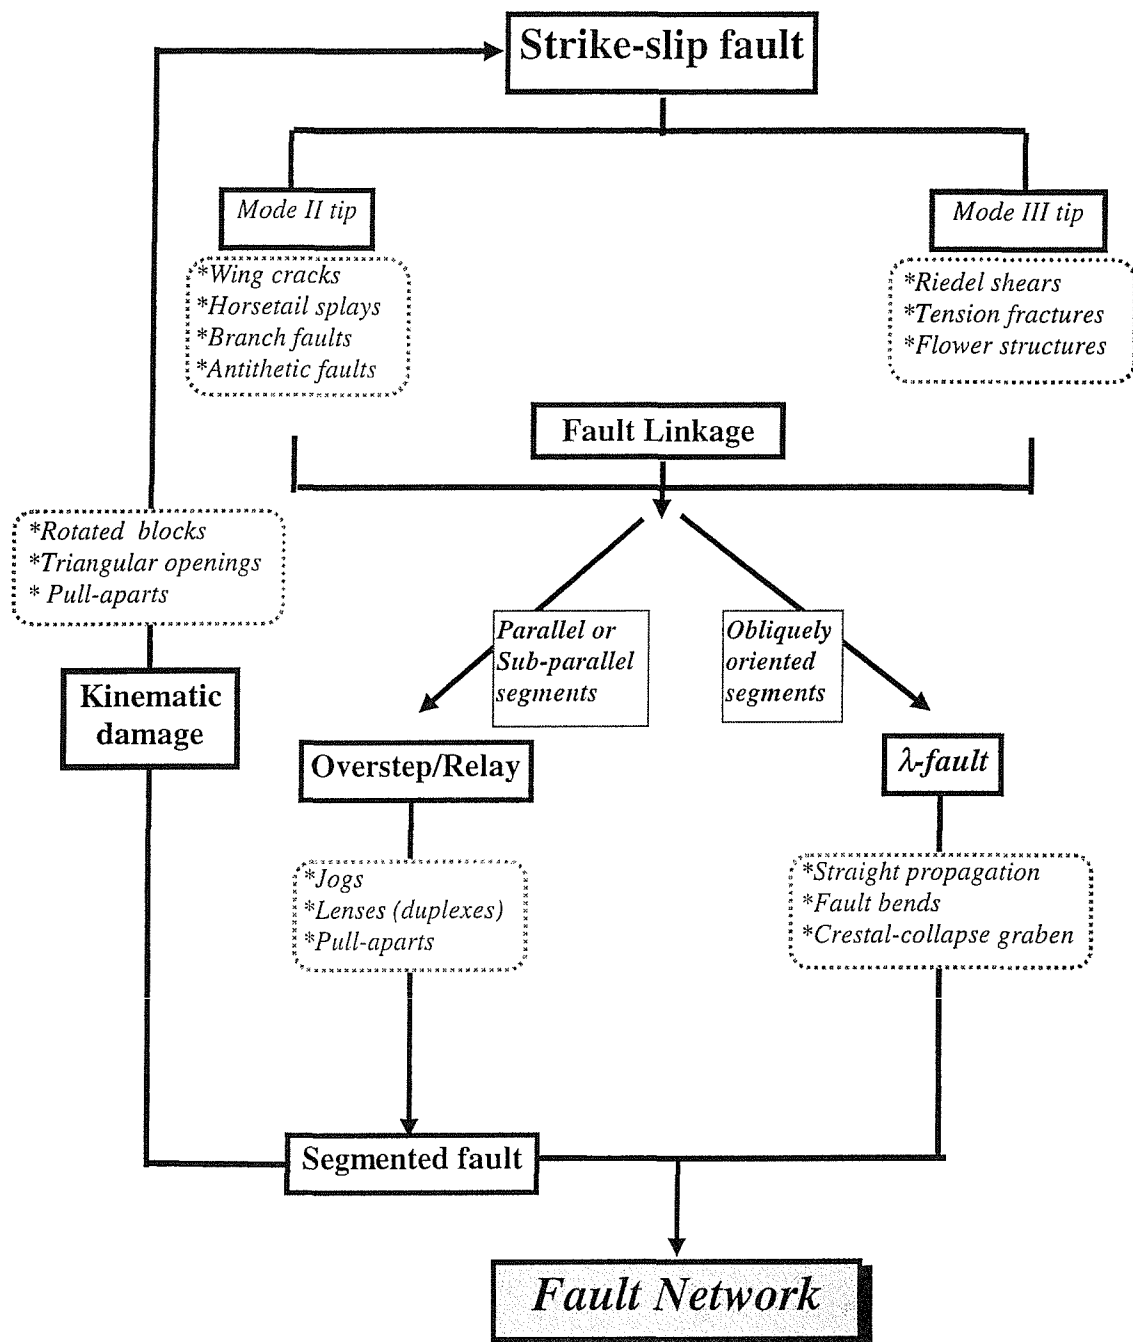 Strike-slip fault
Mode II tip
*Wing cracks
*Horsetail splays
*Branch faults
*Antithetic faults
Mode III tip
*Riedel shears
*Tension fractures
*Flower structures
Fault Linkage
*Rotated blocks
*Triangular openings
* Pull-aparts
Kinematic
damage
Parallel or
Sub-parallel
segments
Obliquely
oriented
segments
Overstep/Relay
λ-fault
*Jogs
*Lenses (duplexes)
*Pull-aparts
*Straight propagation
*Fault bends
*Crestal-collapse graben
Segmented fault
Fault Network